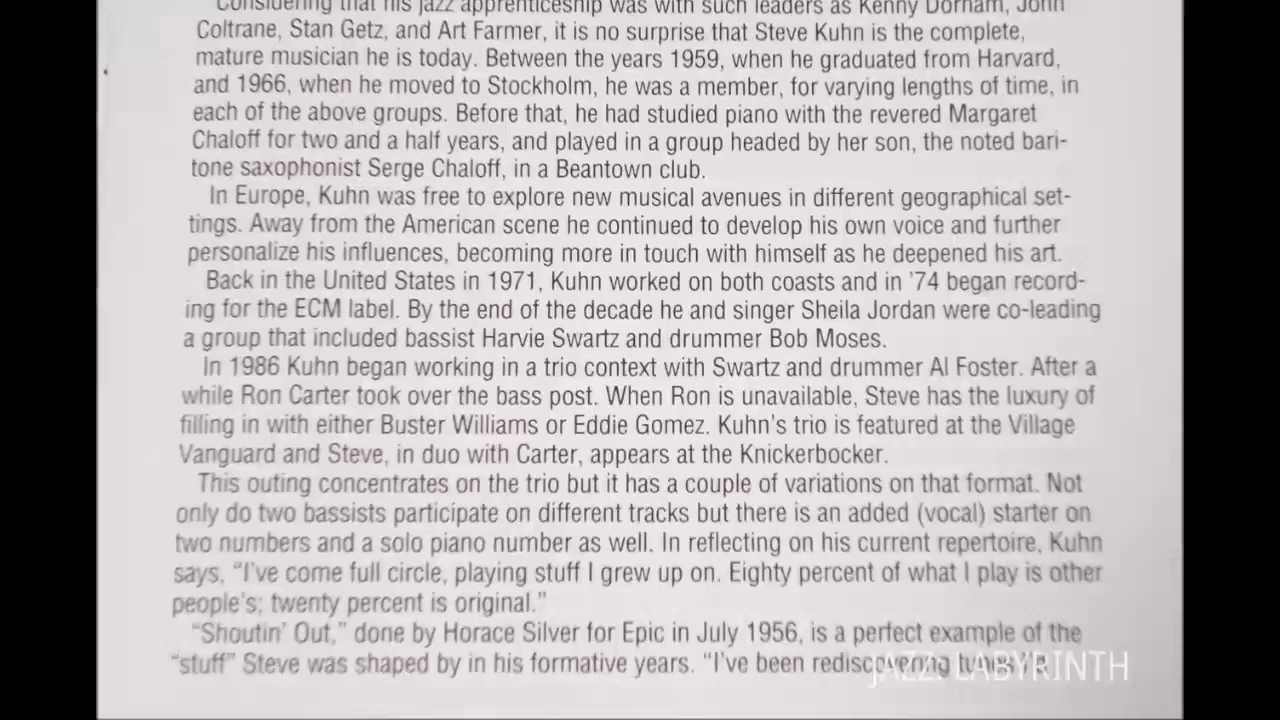 Considering that his jazz apprenticeship was with such leaders as Kenny Dorham, John
Coltrane, Stan Getz, and Art Farmer, it is no surprise that Steve Kuhn is the complete,
mature musician he is today. Between the years 1959, when he graduated from Harvard,
and 1966, when he moved to Stockholm, he was a member, for varying lengths of time, in
each of the above groups. Before that, he had studied piano with the revered Margaret
Chaloff for two and a half years, and played in a group headed by her son, the noted bari-
tone saxophonist Serge Chaloff, in a Beantown club.
In Europe, Kuhn was free to explore new musical avenues in different geographical set-
tings. Away from the American scene he continued to develop his own voice and further
personalize his influences, becoming more in touch with himself as he deepened his art.
Back in the United States in 1971, Kuhn worked on both coasts and in '74 began record-
ing for the ECM label. By the end of the decade he and singer Sheila Jordan were co-leading
a group that included bassist Harvie Swartz and drummer Bob Moses.
In 1986 Kuhn began working in a trio context with Swartz and drummer Al Foster. After a
while Ron Carter took over the bass post. When Ron is unavailable, Steve has the luxury of
filling in with either Buster Williams or Eddie Gomez. Kuhn's trio is featured at the Village
Vanguard and Steve, in duo with Carter, appears at the Knickerbocker.
This outing concentrates on the trio but it has a couple of variations on that format. Not
only do two bassists participate on different tracks but there is an added (vocal) starter on
two numbers and a solo piano number as well. In reflecting on his current repertoire, Kuhn
says, "I've come full circle, playing stuff I grew up on. Eighty percent of what I play is other
people's; twenty percent is original."
"Shoutin' Out," done by Horace Silver for Epic in July 1956, is a perfect example of the
"stuff" Steve was shaped by in his formative years. "I've been rediscovering
JAZZ LABYRINTH